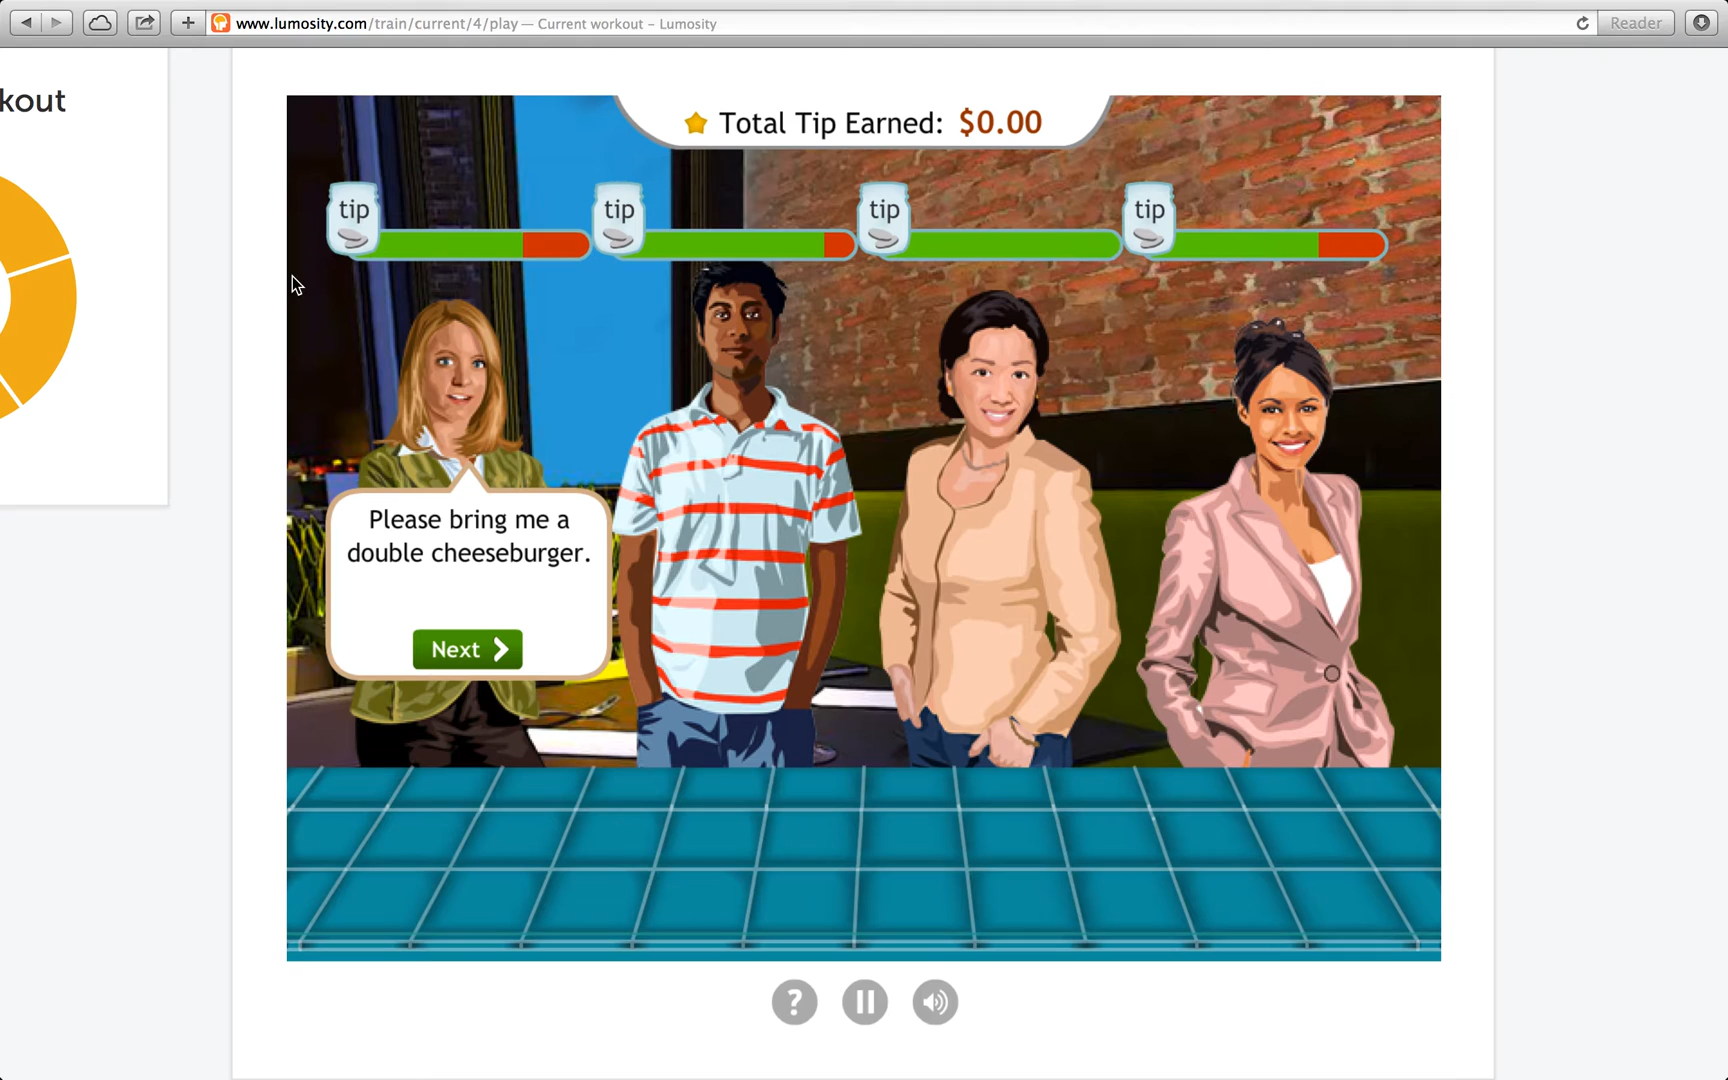 www.lumosity.com/train/current/4/play — Current workout – Lumosity
Reader
kout
Total Tip Earned: $0.00
tip
tip
tip
tip
Please bring me a
double cheeseburger.
Next
?